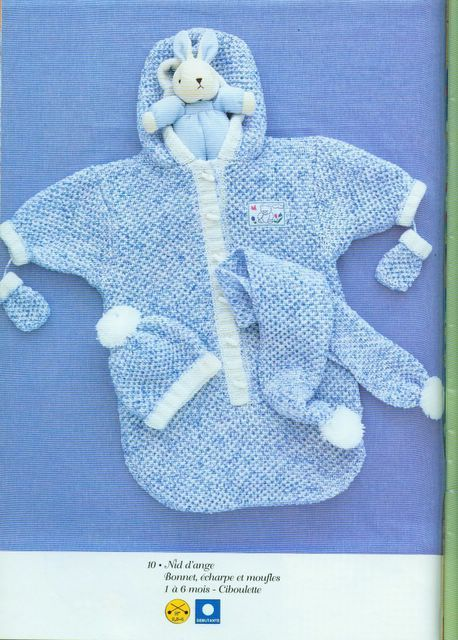 10 • Nid d'ange
Bonnet, écharpe et moufles
1 à 6 mois - Ciboulette
DEBUTANTE